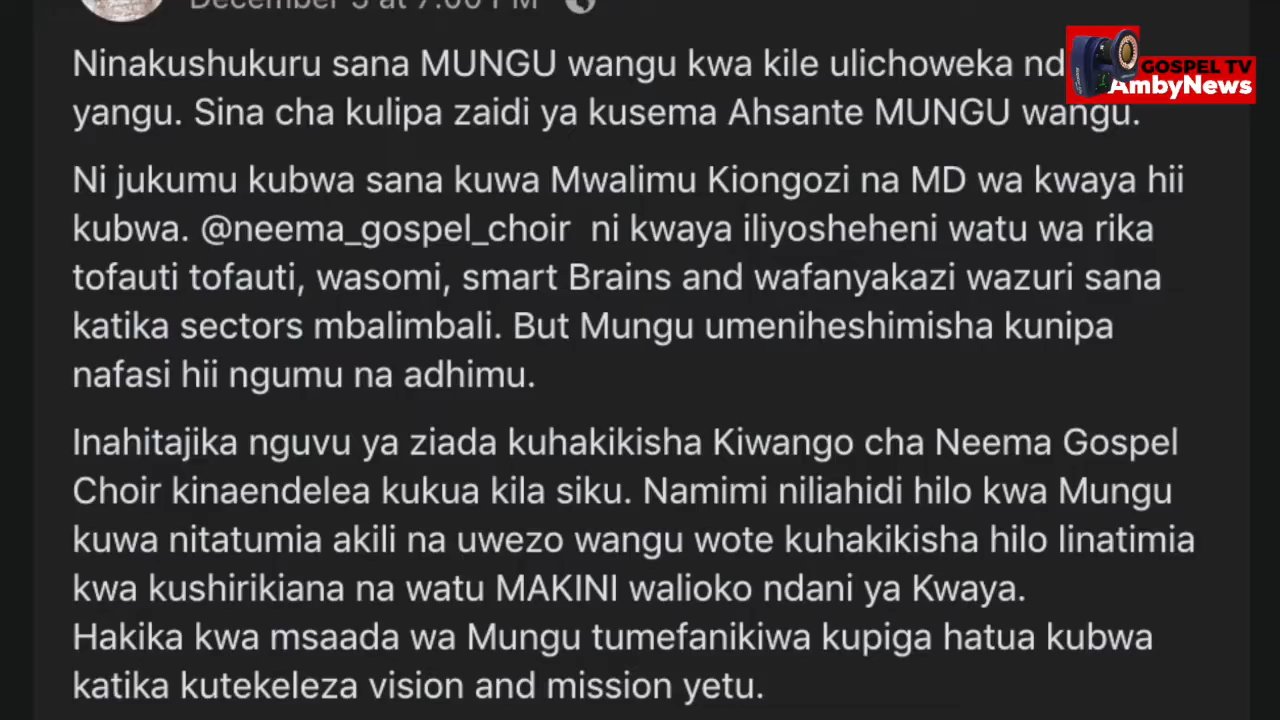 December 5 at 7:00 PM
GOSPEL TV
AmbyNews
Ninakushukuru sana MUNGU wangu kwa kile ulichoweka
yangu. Sina cha kulipa zaidi ya kusema Ahsante MUNGU wangu.
Ni jukumu kubwa sana kuwa Mwalimu Kiongozi na MD wa kwaya hii
kubwa. @neema_gospel_choir ni kwaya iliyosheheni watu wa rika
tofauti tofauti, wasomi, smart Brains and wafanyakazi wazuri sana
katika sectors mbalimbali. But Mungu umeniheshimisha kunipa
nafasi hii ngumu na adhimu.
Inahitajika nguvu ya ziada kuhakikisha Kiwango cha Neema Gospel
Choir kinaendelea kukua kila siku. Namimi niliahidi hilo kwa Mungu
kuwa nitatumia akili na uwezo wangu wote kuhakikisha hilo linatimia
kwa kushirikiana na watu MAKINI walioko ndani ya Kwaya.
Hakika kwa msaada wa Mungu tumefanikiwa kupiga hatua kubwa
katika kutekeleza vision and mission yetu.